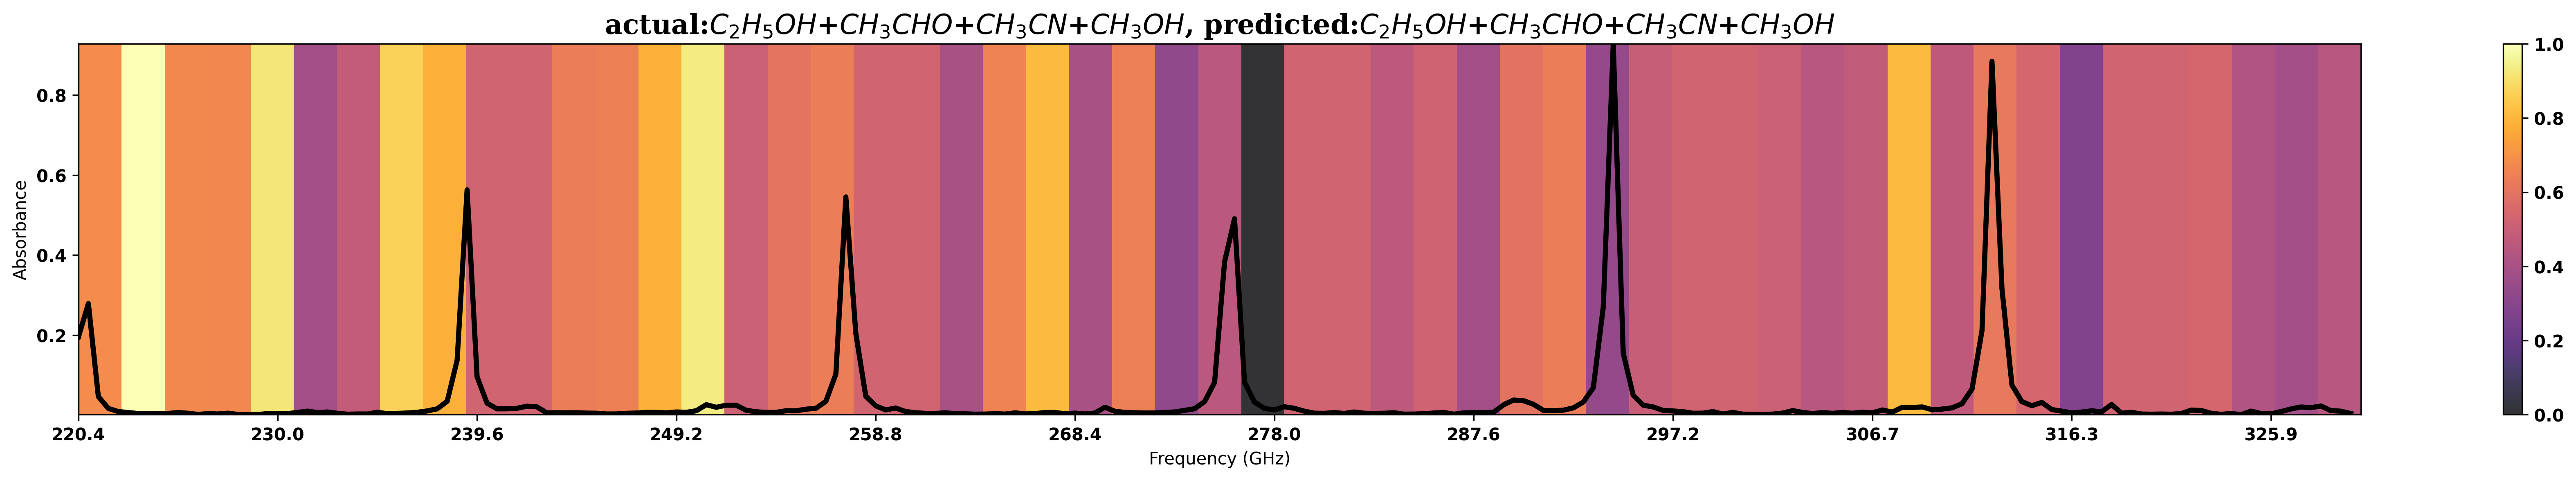 actual:C₂H₅OH+CH₃CHO+CH₃CN+CH₃OH, predicted:C₂H₅OH+CH₃CHO+CH₃CN+CH₃OH
Absorbance
0.8
0.6
0.4
0.2
220.4 230.0 239.6 249.2 258.8 268.4 278.0 287.6 297.2 306.7 316.3 325.9
Frequency (GHz)
1.0
0.8
0.6
0.4
0.2
0.0